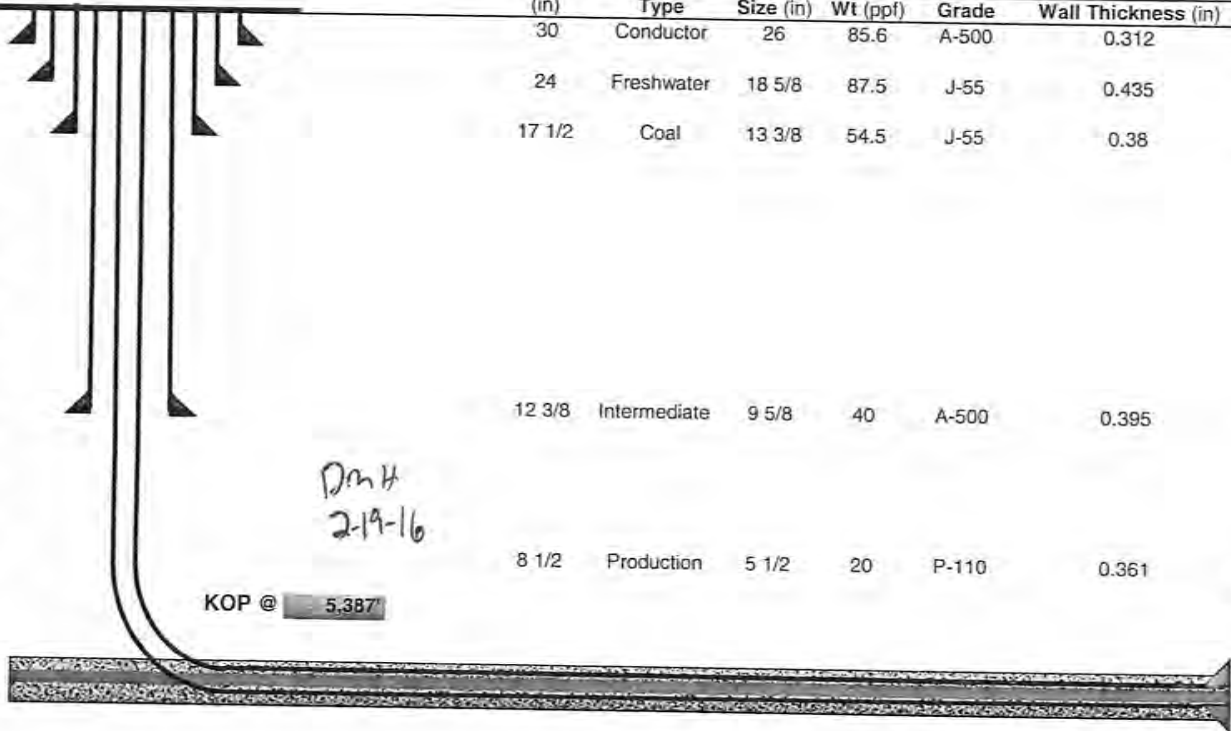 (in) Type Size (in) Wt (ppf) Grade Wall Thickness (in)
30 Conductor 26 85.6 A-500 0.312
24 Freshwater 18 5/8 87.5 J-55 0.435
17 1/2 Coal 13 3/8 54.5 J-55 0.38
12 3/8 Intermediate 9 5/8 40 A-500 0.395
DmH
2-19-16
8 1/2 Production 5 1/2 20 P-110 0.361
KOP @ 5,387'